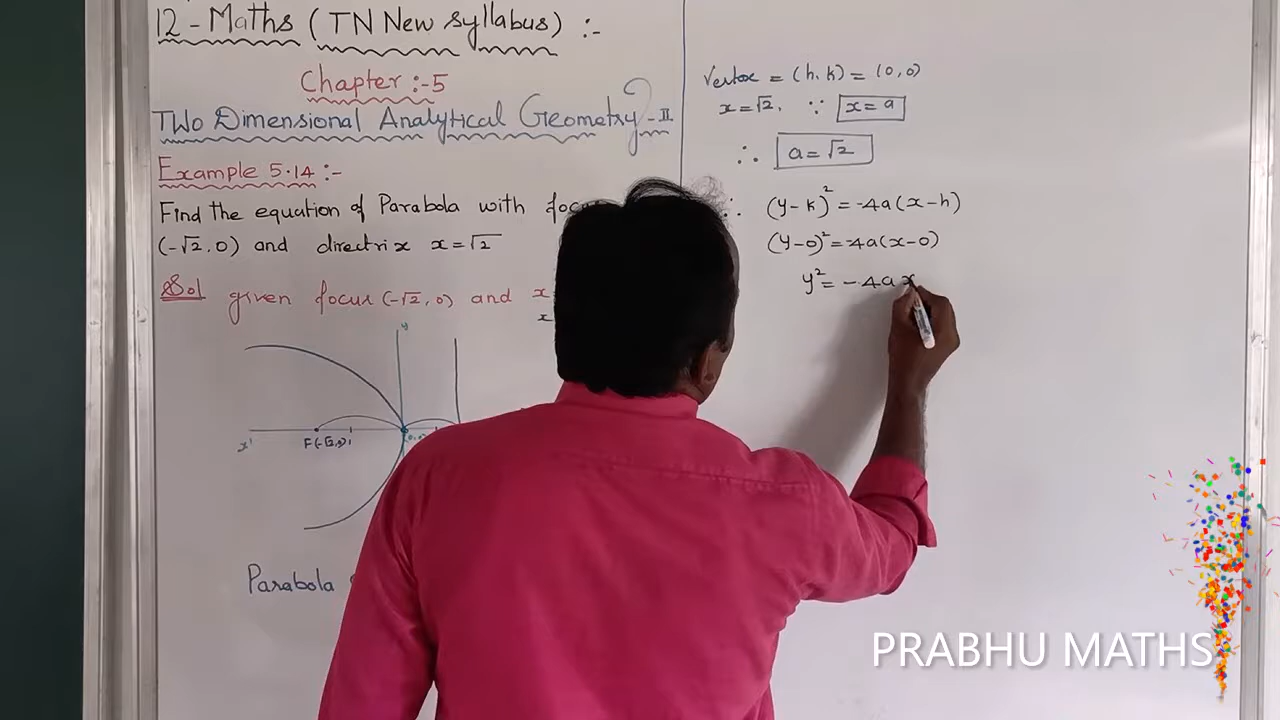 12-Maths (TN New Syllabus) :-
Chapter :-5
Two Dimensional Analytical Geometry-II
Example 5.14 :-
Find the equation of Parabola with
(-√2, 0) and directrix x=√2
Sol given focus (-√2, 0) and x
x
y
x'
F(-√2,0)
Parabola
Vertex = (h, k) = (0, 0)
x=√2, ∵ x=a
∴ a=√2
∴ (y-k)²=-4a(x-h)
(y-0)²=-4a(x-0)
y²=-4ax
PRABHU MATHS